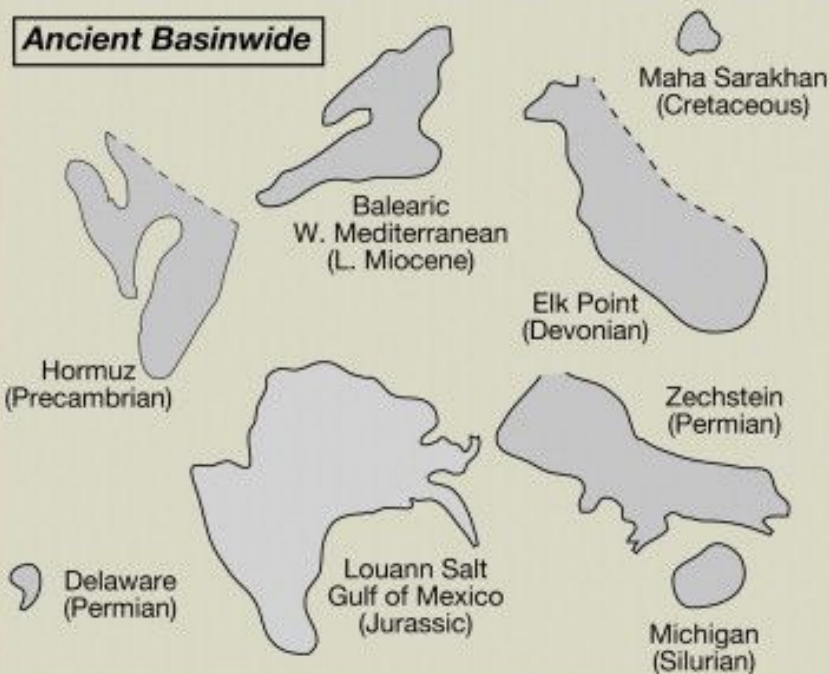 Ancient Basinwide
Maha Sarakhan
(Cretaceous)
Balearic
W. Mediterranean
(L. Miocene)
Elk Point
(Devonian)
Hormuz
(Precambrian)
Zechstein
(Permian)
Delaware
(Permian)
Louann Salt
Gulf of Mexico
(Jurassic)
Michigan
(Silurian)